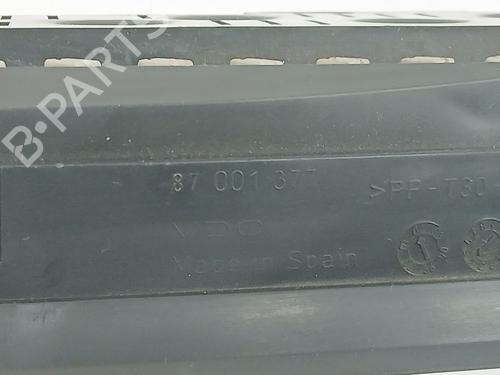 B-PARTS
87 001 377 >PP-T30
VDO
Made in Spain